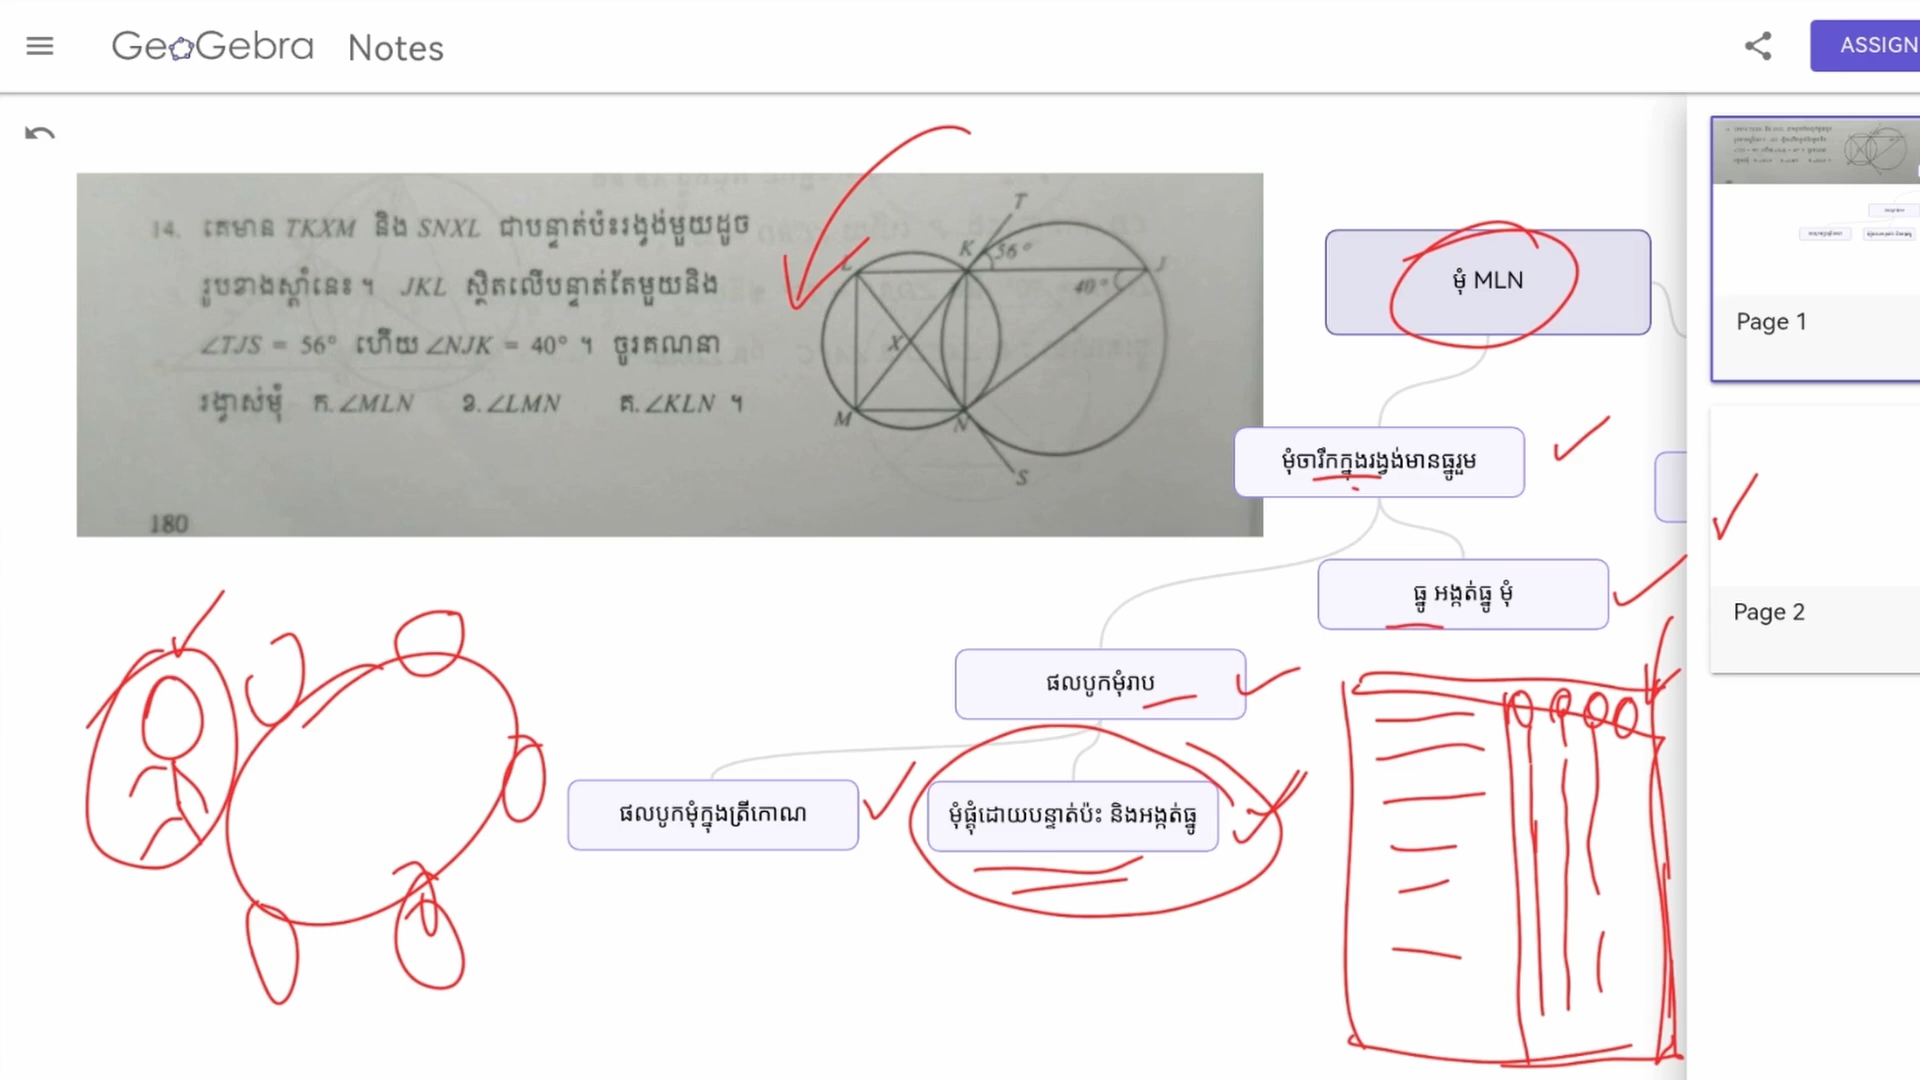 GeoGebra Notes
ASSIGN
14. គេមាន TKXM និង SNXL ជាបន្ទាត់ប៉ះរង្វង់មួយដូច
រូបខាងស្ដាំនេះ ។ JKL ស្ថិតលើបន្ទាត់តែមួយនិង
∠TJS = 56° ហើយ ∠NJK = 40° ។ ចូរគណនា
រង្វាស់មុំ ក. ∠MLN ខ. ∠LMN គ. ∠KLN ។
180
T
K 56°
L
J
40°
X
M
N
S
មុំ MLN
មុំចារឹកក្នុងរង្វង់មានធ្នូរួម
ធ្នូ អង្កត់ធ្នូ មុំ
ផលបូកមុំរាប
ផលបូកមុំក្នុងត្រីកោណ
មុំផ្គុំដោយបន្ទាត់ប៉ះ និងអង្កត់ធ្នូ
Page 1
Page 2